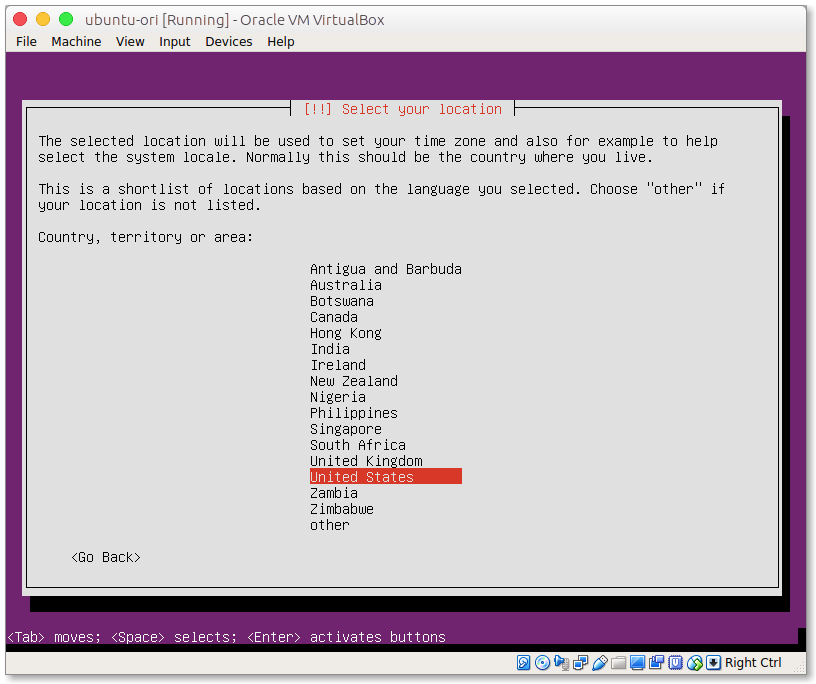 ubuntu-ori [Running] - Oracle VM VirtualBox
File Machine View Input Devices Help
[!!] Select your location
The selected location will be used to set your time zone and also for example to help
select the system locale. Normally this should be the country where you live.
This is a shortlist of locations based on the language you selected. Choose "other" if
your location is not listed.
Country, territory or area:
Antigua and Barbuda
Australia
Botswana
Canada
Hong Kong
India
Ireland
New Zealand
Nigeria
Philippines
Singapore
South Africa
United Kingdom
United States
Zambia
Zimbabwe
other
<Go Back>
<Tab> moves; <Space> selects; <Enter> activates buttons
Right Ctrl